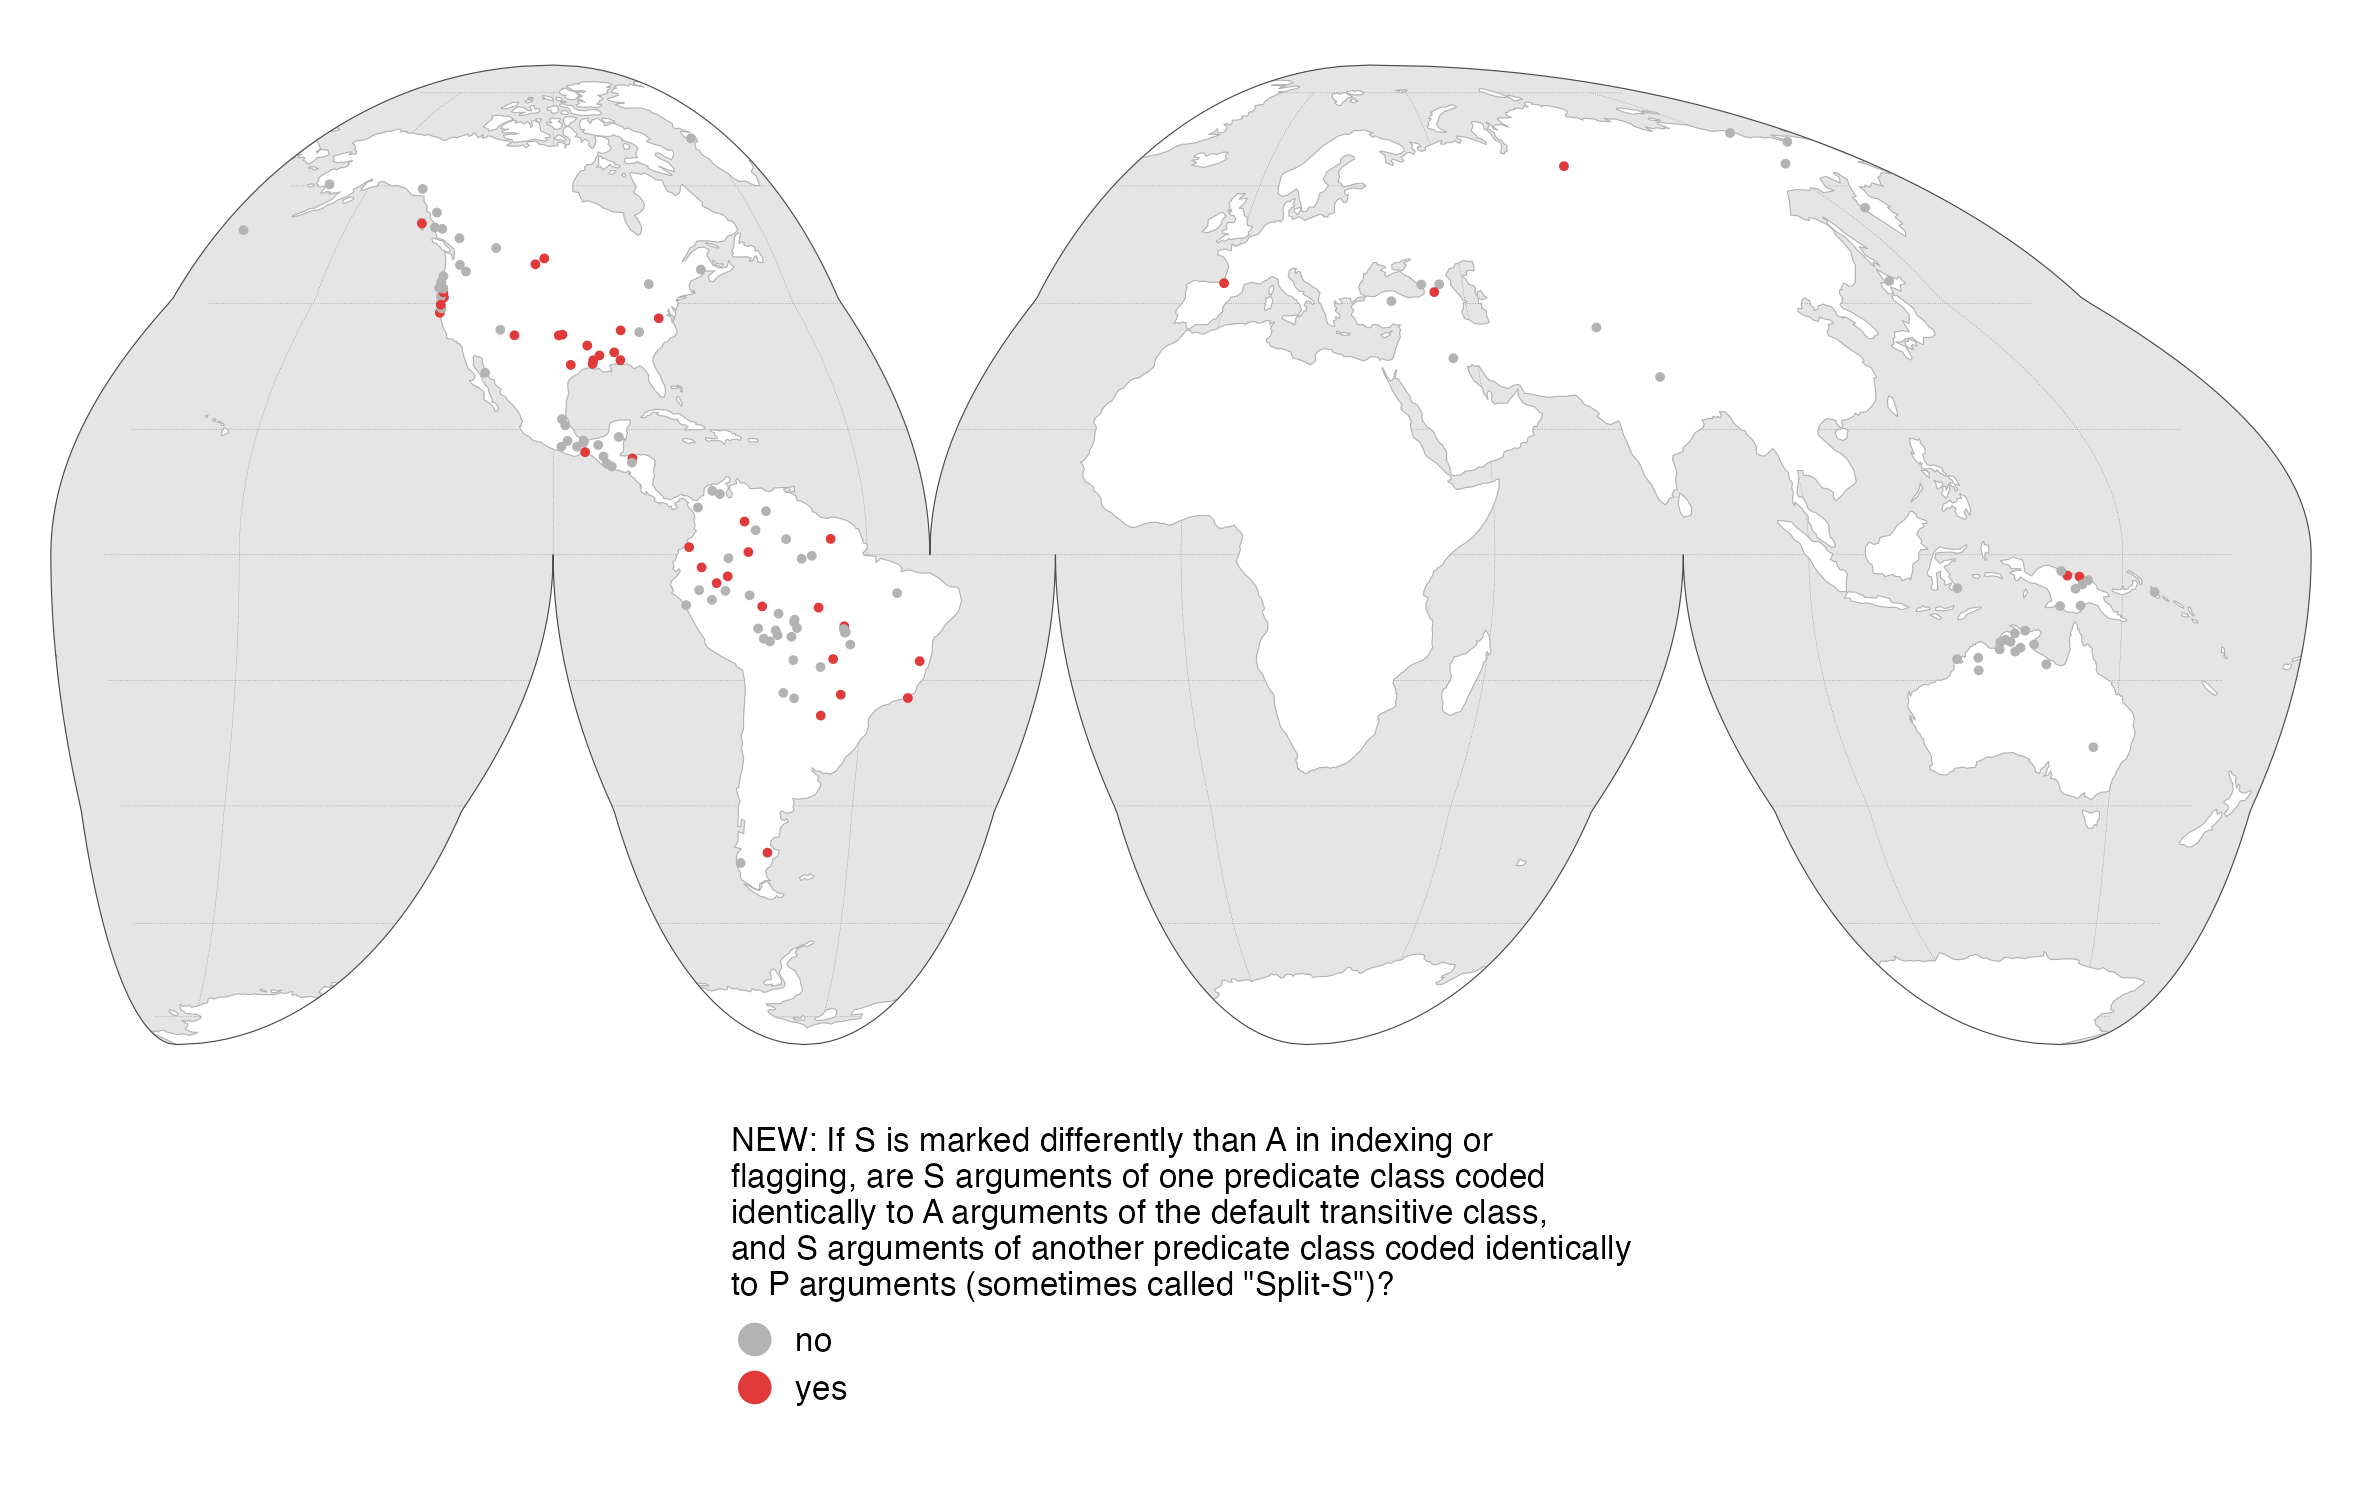 NEW: If S is marked differently than A in indexing or
flagging, are S arguments of one predicate class coded
identically to A arguments of the default transitive class,
and S arguments of another predicate class coded identically
to P arguments (sometimes called "Split-S")?
no
yes